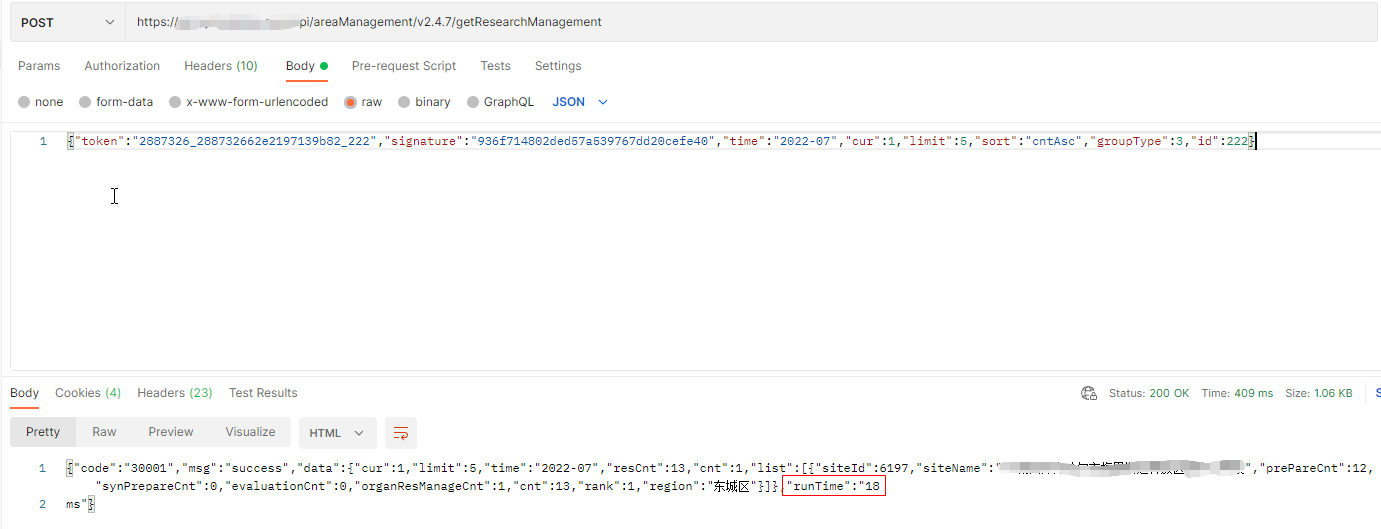 POST https:// pi/areaManagement/v2.4.7/getResearchManagement
Params Authorization Headers (10) Body Pre-request Script Tests Settings
none form-data x-www-form-urlencoded raw binary GraphQL JSON
1 {"token":"2887326_288732662e2197139b82_222","signature":"936f714802ded57a539767dd20cefe40","time":"2022-07","cur":1,"limit":5,"sort":"cntAsc","groupType":3,"id":222}
Body Cookies (4) Headers (23) Test Results Status: 200 OK Time: 409 ms Size: 1.06 KB S
Pretty Raw Preview Visualize HTML
1 {"code":"30001","msg":"success","data":{"cur":1,"limit":5,"time":"2022-07","resCnt":13,"cnt":1,"list":[{"siteId":6197,"siteName":" ","prePareCnt":12,
"synPrepareCnt":0,"evaluationCnt":0,"organResManageCnt":1,"cnt":13,"rank":1,"region":"东城区"}]},"runTime":"18
2 ms"}